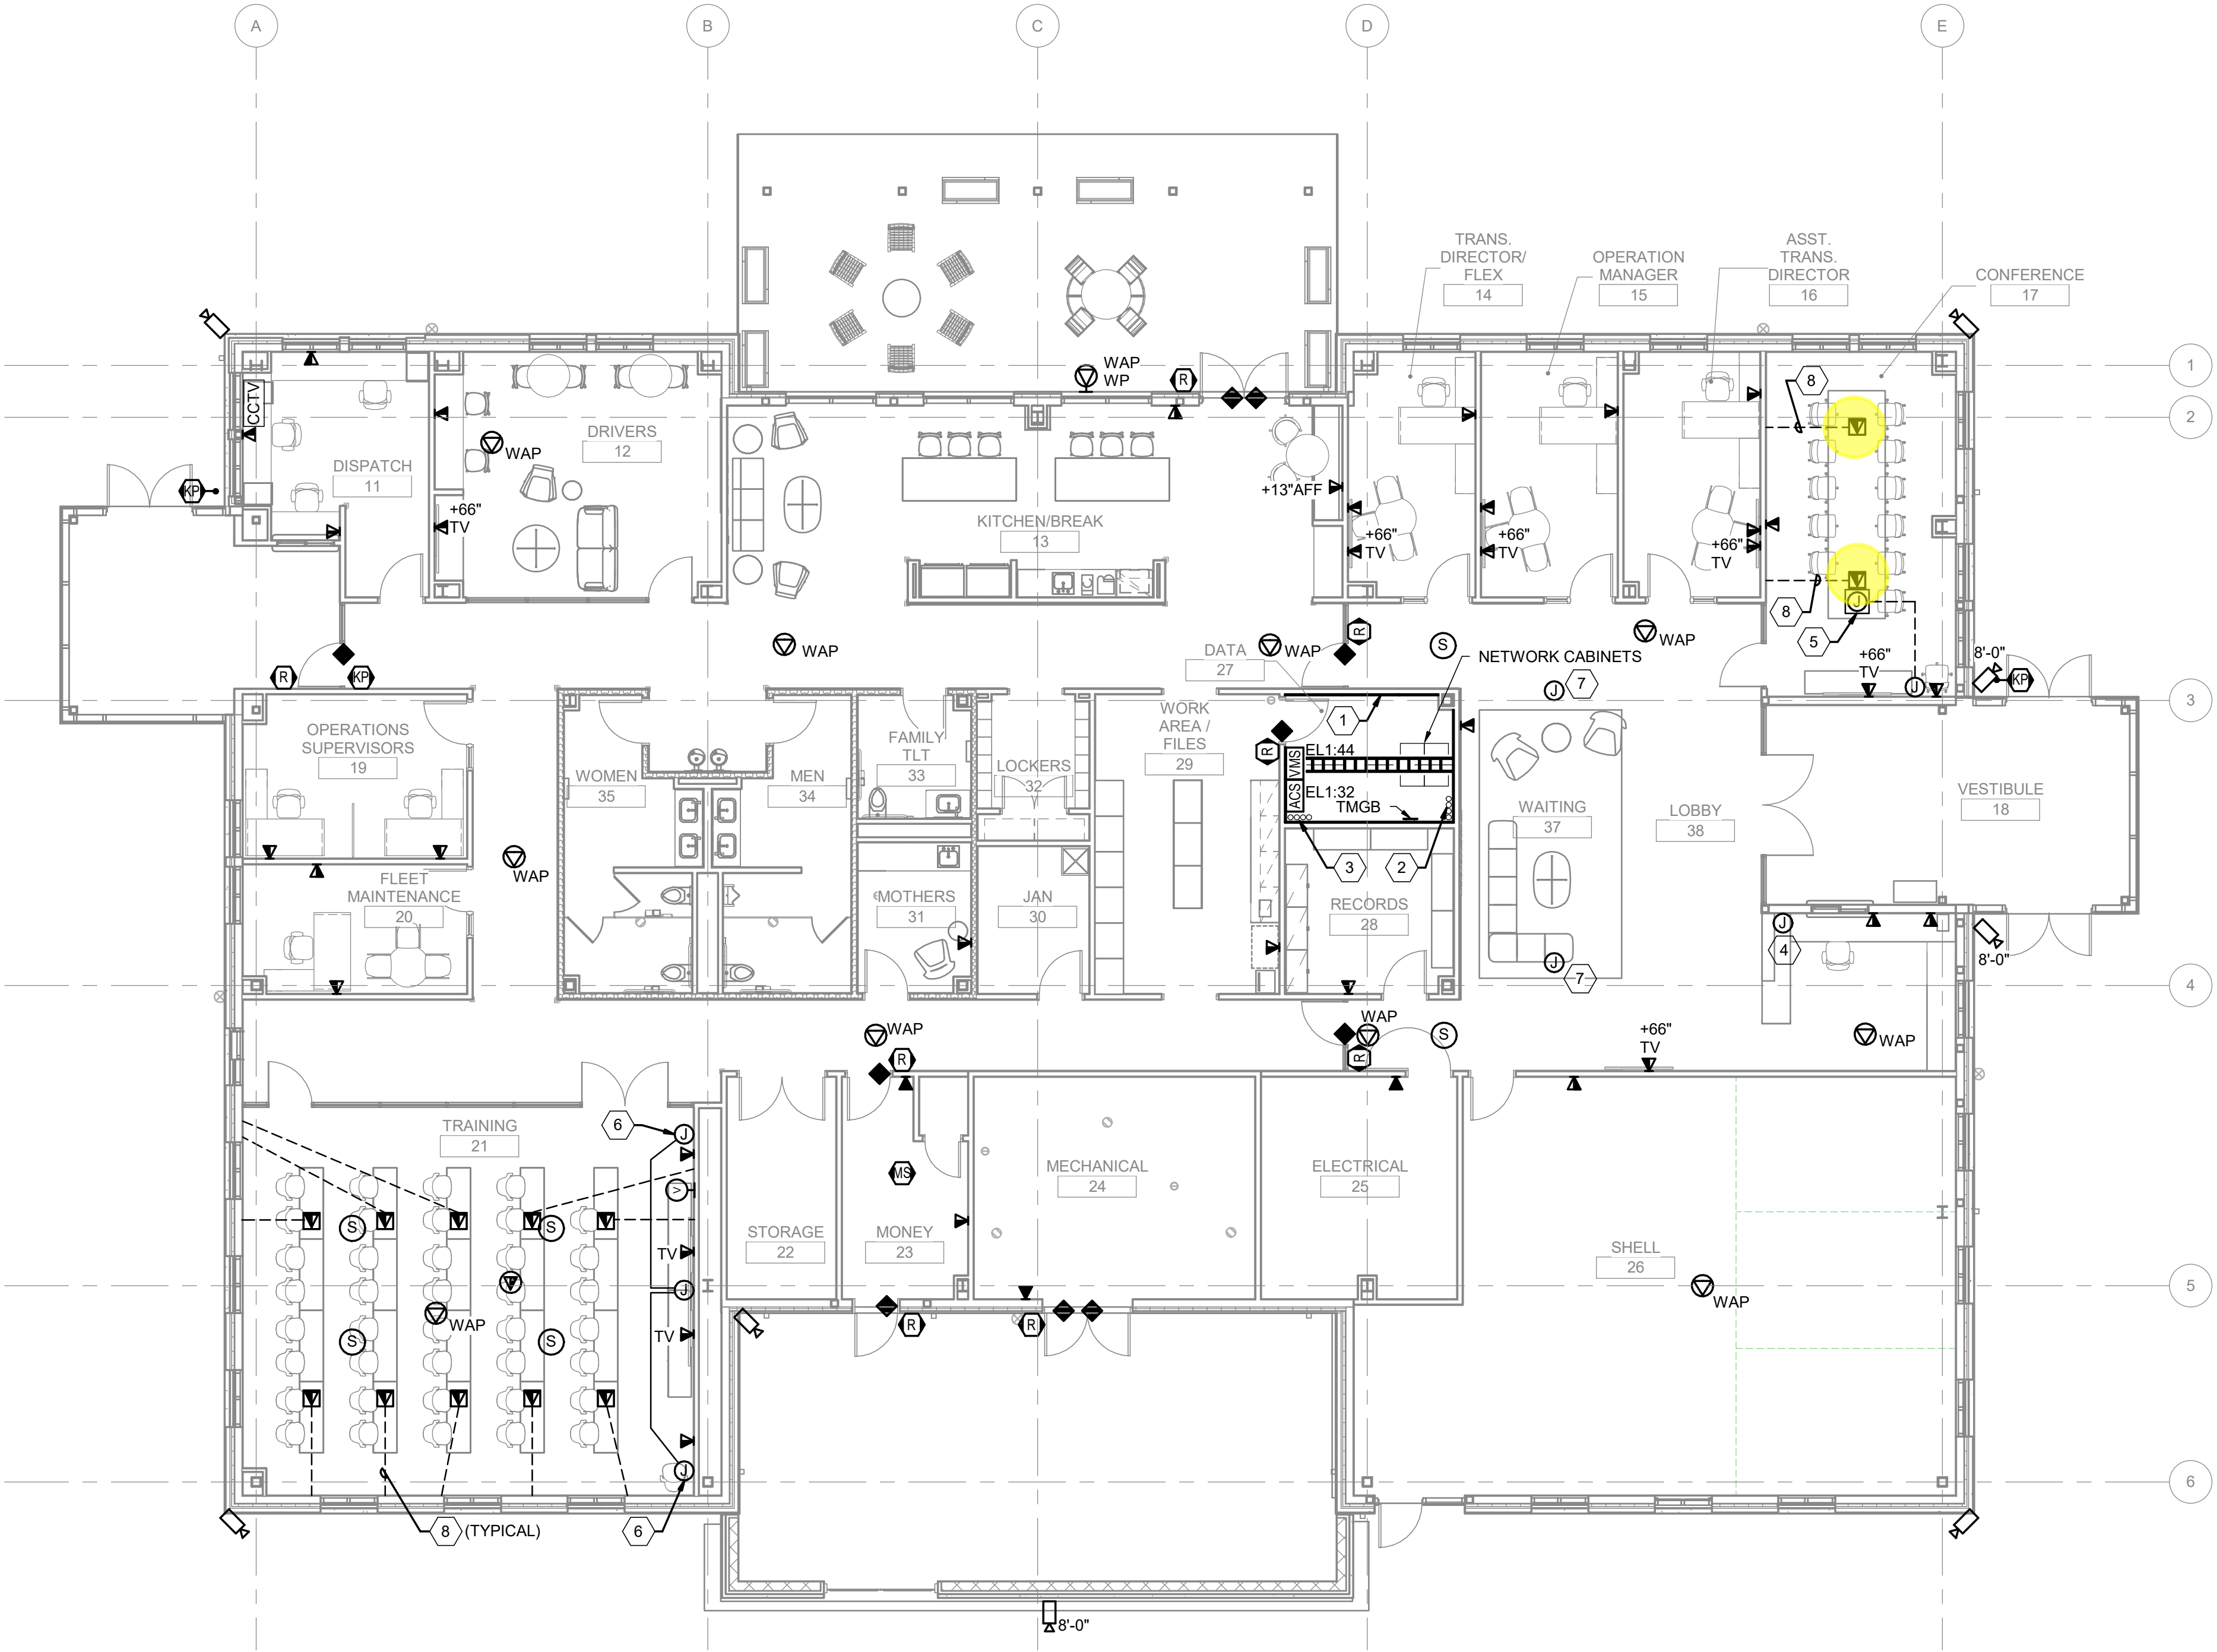 A
B
C
D
E
TRANS.
DIRECTOR/
FLEX
14
OPERATION
MANAGER
15
ASST.
TRANS.
DIRECTOR
16
CONFERENCE
17
1
WAP
WP
R
CCTV
8
2
WAP
DRIVERS
12
DISPATCH
11
KP
+66"
TV
+13"AFF
KITCHEN/BREAK
13
+66"
TV
+66"
TV
+66"
TV
8
J
5
WAP
R
DATA
27
WAP
S
WAP
NETWORK CABINETS
+66"
TV
8'-0"
KP
R
KP
J
7
J
3
OPERATIONS
SUPERVISORS
19
WOMEN
35
MEN
34
FAMILY
TLT
33
LOCKERS
32
WORK
AREA /
FILES
29
R
1
EL1:44
VMS
ACS
EL1:32
TMGB
WAITING
37
LOBBY
38
VESTIBULE
18
WAP
FLEET
MAINTENANCE
20
MOTHERS
31
JAN
30
3
2
RECORDS
28
J
4
8'-0"
J
7
4
WAP
R
WAP
R
S
+66"
TV
WAP
TRAINING
21
6
J
MS
MECHANICAL
24
ELECTRICAL
25
V
S
S
STORAGE
22
MONEY
23
TV
SHELL
26
J
5
WAP
WAP
S
S
TV
R
R
J
6
8 (TYPICAL)
6
8'-0"